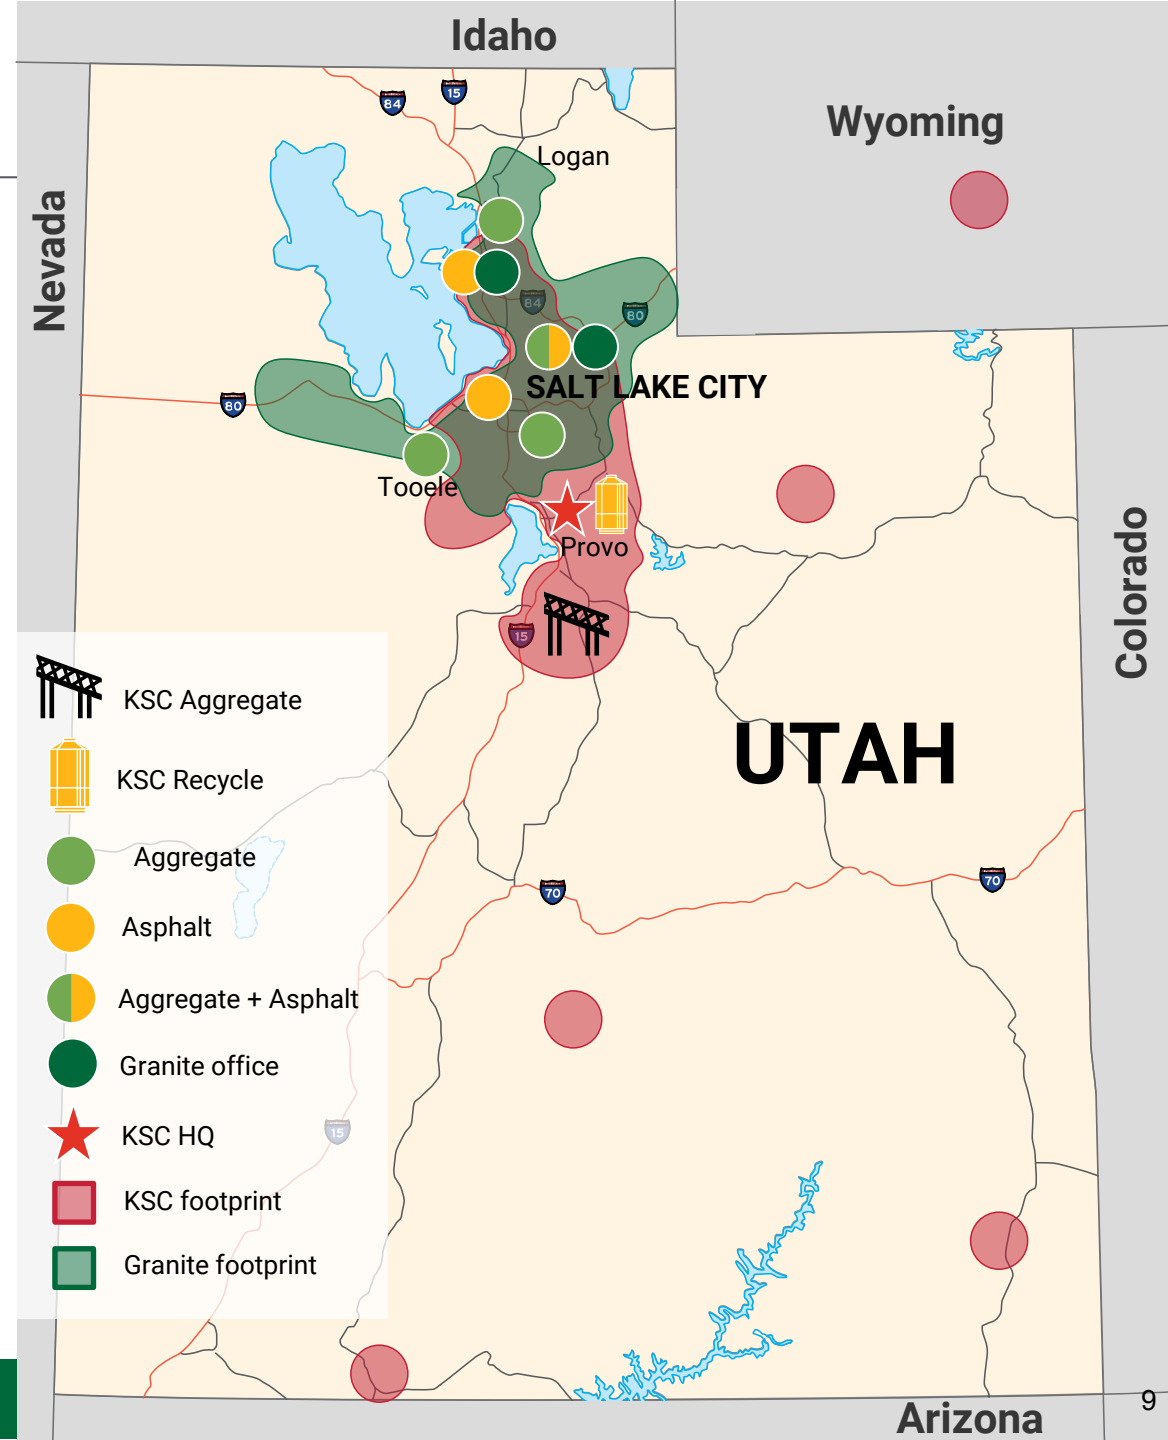 Idaho
Wyoming
Nevada
84
15
Logan
84
80
SALT LAKE CITY
80
Tooele
Provo
Colorado
15
KSC Aggregate
UTAH
KSC Recycle
Aggregate
70
70
Asphalt
Aggregate + Asphalt
Granite office
15
KSC HQ
KSC footprint
Granite footprint
9
Arizona